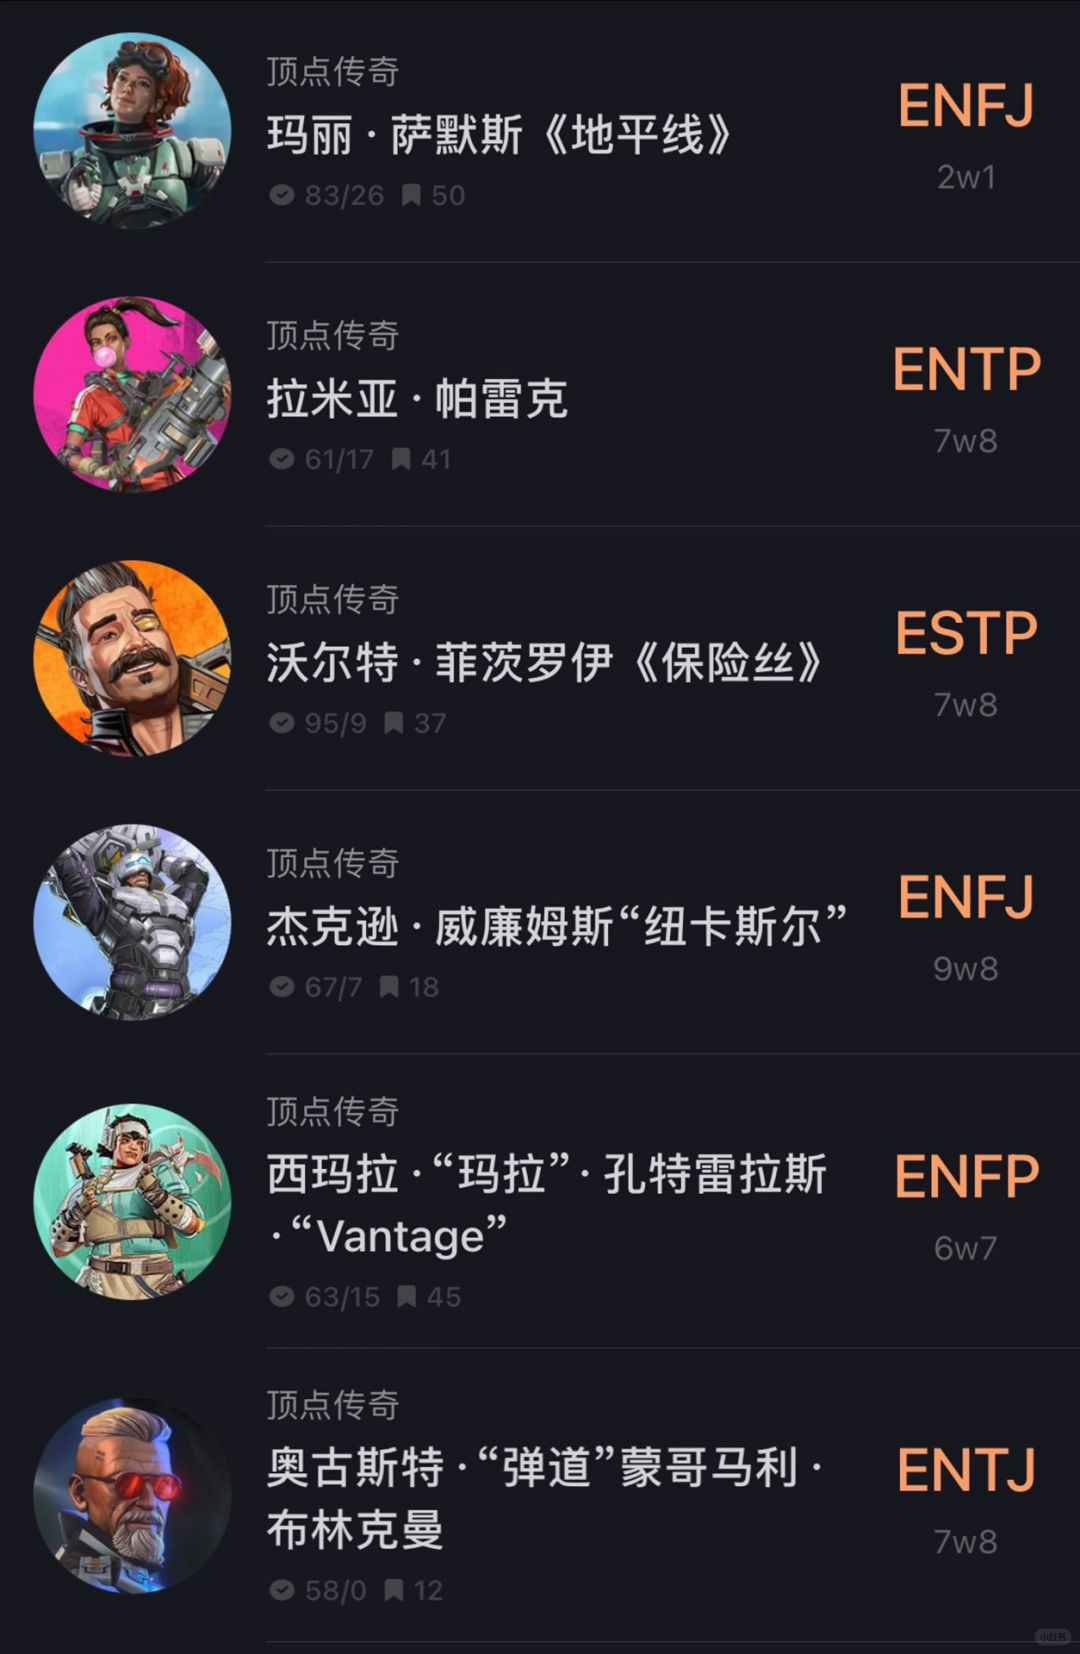 顶点传奇
玛丽·萨默斯《地平线》
83/26 50
ENFJ
2w1
顶点传奇
拉米亚·帕雷克
61/17 41
ENTP
7w8
顶点传奇
沃尔特·菲茨罗伊《保险丝》
95/9 37
ESTP
7w8
顶点传奇
杰克逊·威廉姆斯“纽卡斯尔”
67/7 18
ENFJ
9w8
顶点传奇
西玛拉·“玛拉”·孔特雷拉斯
·“Vantage”
63/15 45
ENFP
6w7
顶点传奇
奥古斯特·“弹道”蒙哥马利·
布林克曼
58/0 12
ENTJ
7w8
小红书